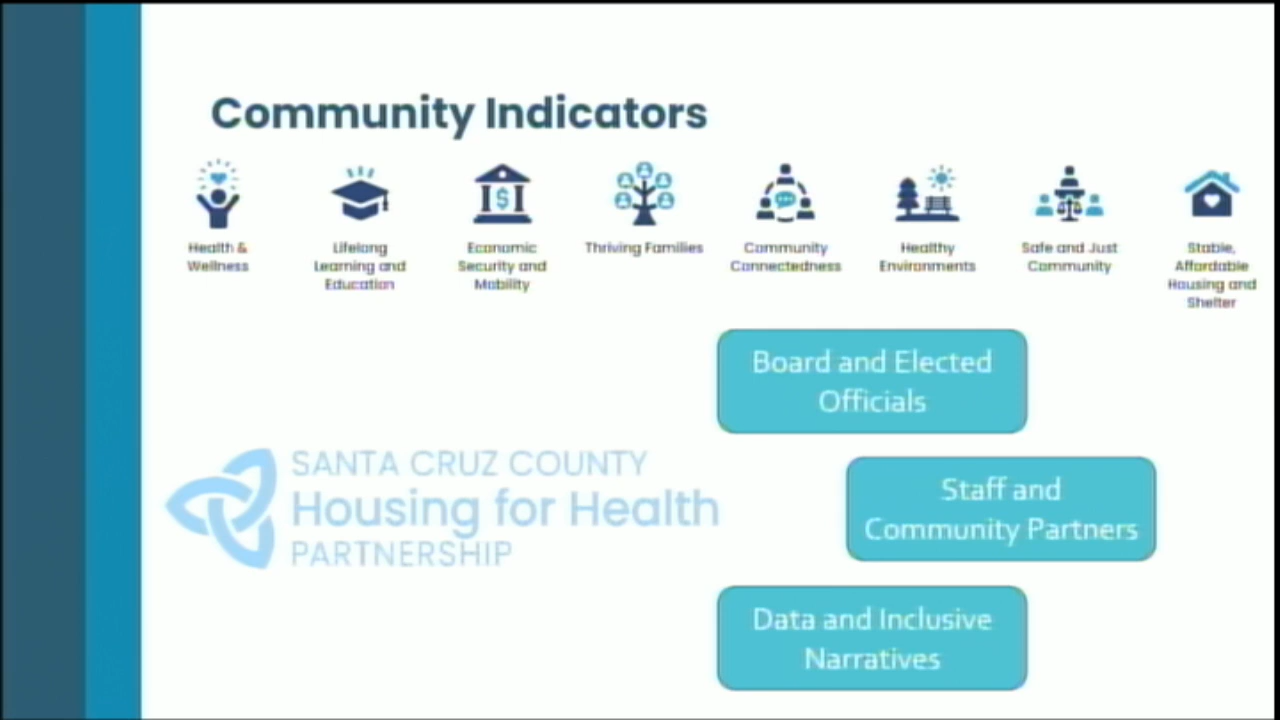 Community Indicators
Health &
Wellness
Lifelong
Learning and
Education
$
Economic
Security and
Mobility
Thriving Families
Community
Connectedness
Healthy
Environments
Safe and Just
Community
Stable,
Affordable
Housing and
Shelter
Board and Elected
Officials
SANTA CRUZ COUNTY
Housing for Health
PARTNERSHIP
Staff and
Community Partners
Data and Inclusive
Narratives